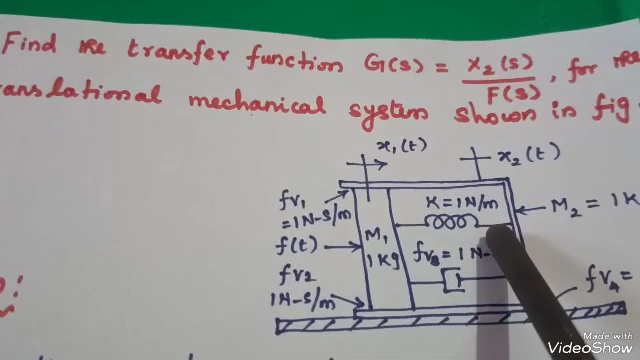 Find the transfer function G(s) = X₂(s)/F(s), for the
translational mechanical system shown in fig
x₁(t)
x₂(t)
fv₁
=1N-S/m
K=1N/m
M₂ = 1K
f(t)
M₁
1Kg
fv₃=1N-
fv₂
1N-S/m
fv₄=
Made with
VideoShow